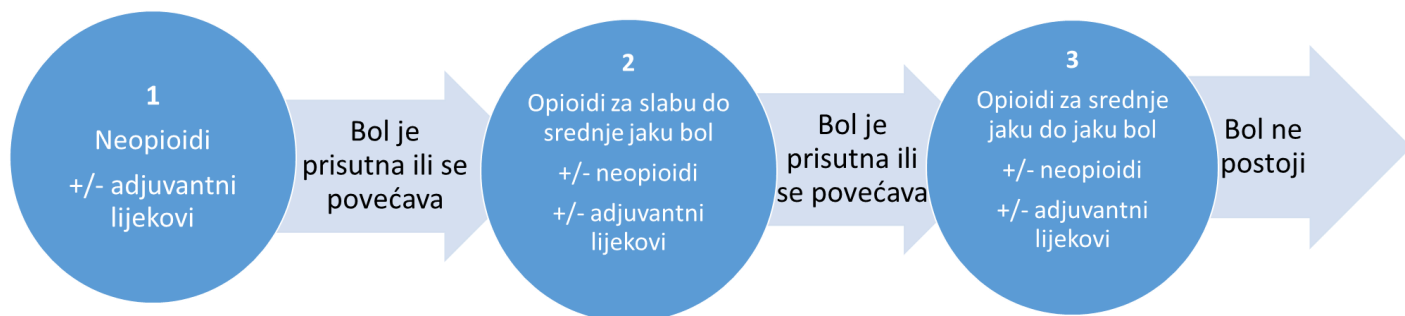 1
Neopioidi
+/- adjuvantni
lijekovi
Bol je
prisutna ili se
povećava
2
Opioidi za slabu do
srednje jaku bol
+/- neopioidi
+/- adjuvantni
lijekovi
Bol je
prisutna ili
se povećava
3
Opioidi za srednje
jaku do jaku bol
+/- neopioidi
+/- adjuvantni
lijekovi
Bol ne
postoji